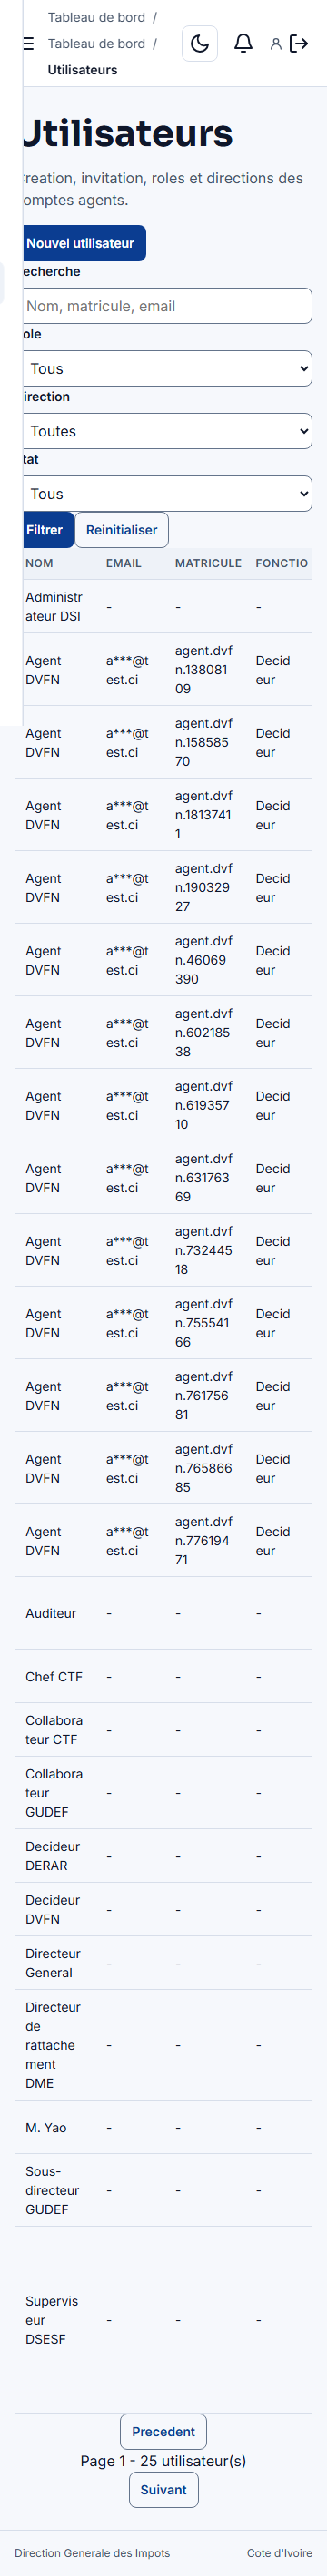 Tableau de bord /
Tableau de bord /
Utilisateurs
Utilisateurs
Creation, invitation, roles et directions des
comptes agents.
Nouvel utilisateur
echerche
Nom, matricule, email
ole
Tous
irection
Toutes
tat
Tous
Filtrer Reinitialiser
NOM EMAIL MATRICULE FONCTIO
Administr
ateur DSI - - -
Agent
DVFN a***@t
est.ci agent.dvf
n.138081
09 Decid
eur
Agent
DVFN a***@t
est.ci agent.dvf
n.158585
70 Decid
eur
Agent
DVFN a***@t
est.ci agent.dvf
n.1813741
1 Decid
eur
Agent
DVFN a***@t
est.ci agent.dvf
n.190329
27 Decid
eur
Agent
DVFN a***@t
est.ci agent.dvf
n.46069
390 Decid
eur
Agent
DVFN a***@t
est.ci agent.dvf
n.602185
38 Decid
eur
Agent
DVFN a***@t
est.ci agent.dvf
n.619357
10 Decid
eur
Agent
DVFN a***@t
est.ci agent.dvf
n.631763
69 Decid
eur
Agent
DVFN a***@t
est.ci agent.dvf
n.732445
18 Decid
eur
Agent
DVFN a***@t
est.ci agent.dvf
n.755541
66 Decid
eur
Agent
DVFN a***@t
est.ci agent.dvf
n.761756
81 Decid
eur
Agent
DVFN a***@t
est.ci agent.dvf
n.765866
85 Decid
eur
Agent
DVFN a***@t
est.ci agent.dvf
n.776194
71 Decid
eur
Auditeur - - -
Chef CTF - - -
Collabora
teur CTF - - -
Collabora
teur
GUDEF - - -
Decideur
DERAR - - -
Decideur
DVFN - - -
Directeur
General - - -
Directeur
de
rattache
ment
DME - - -
M. Yao - - -
Sous-
directeur
GUDEF - - -
Supervis
eur
DSESF - - -
Precedent
Page 1 - 25 utilisateur(s)
Suivant
Direction Generale des Impots Cote d'Ivoire